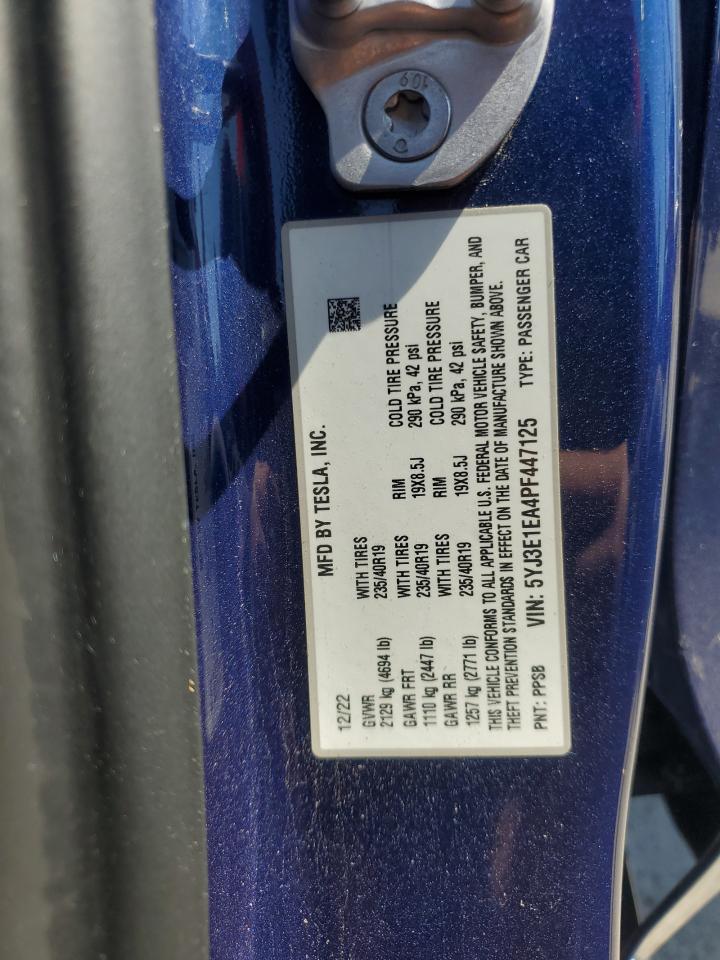 10.9
MFD BY TESLA, INC.
12/22
GVWR WITH TIRES
2129 kg (4694 lb) 235/40R19 RIM COLD TIRE PRESSURE
GAWR FRT WITH TIRES 19X8.5J 290 kPa, 42 psi
1110 kg (2447 lb) 235/40R19 RIM COLD TIRE PRESSURE
GAWR RR WITH TIRES 19X8.5J 290 kPa, 42 psi
1257 kg (2771 lb) 235/40R19
THIS VEHICLE CONFORMS TO ALL APPLICABLE U.S. FEDERAL MOTOR VEHICLE SAFETY, BUMPER, AND
THEFT PREVENTION STANDARDS IN EFFECT ON THE DATE OF MANUFACTURE SHOWN ABOVE.
PNT: PPSB VIN: 5YJ3E1EA4PF447125 TYPE: PASSENGER CAR